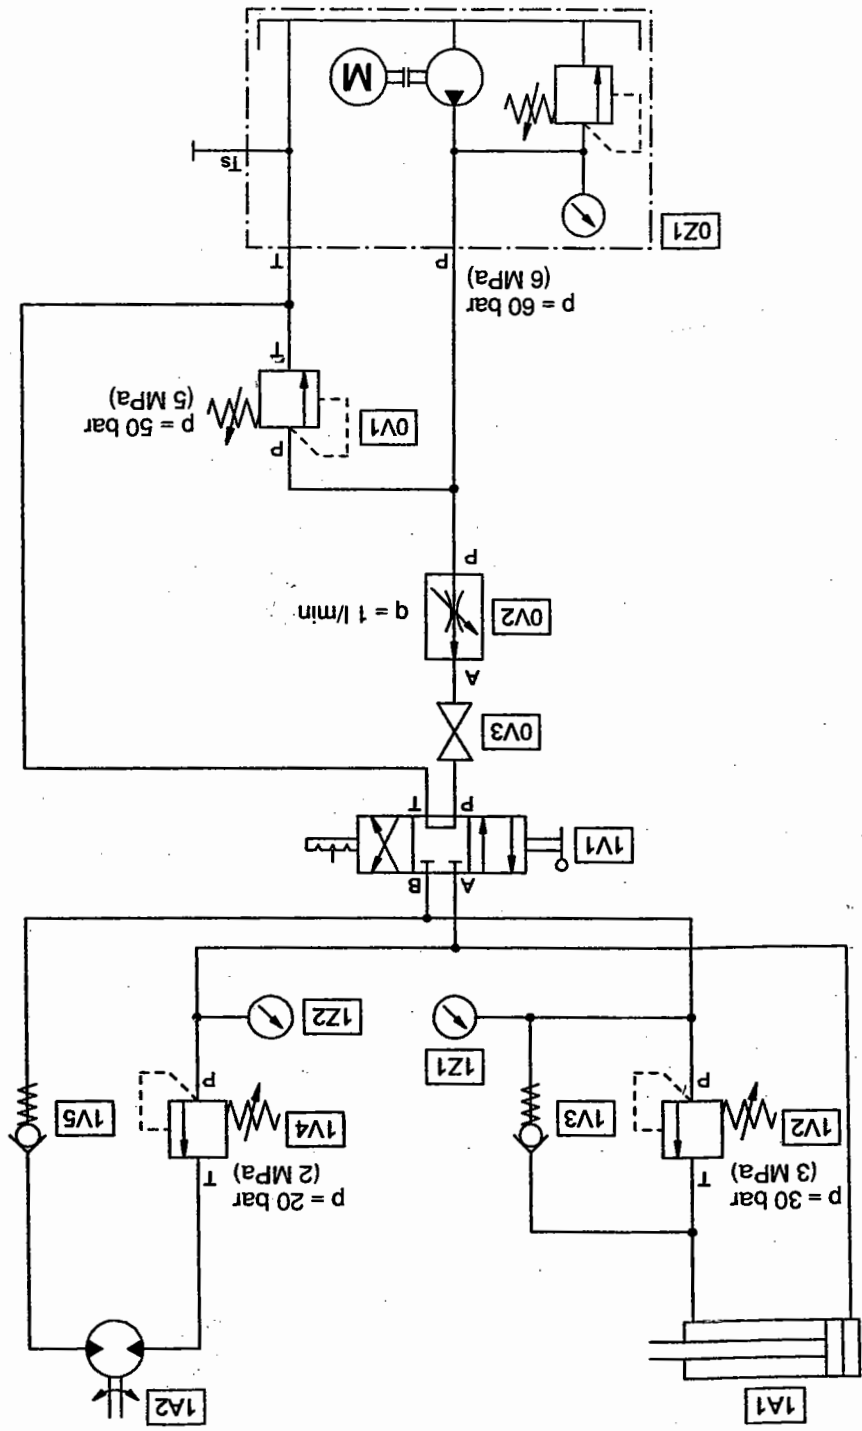 1A1
1A2
p = 30 bar
(3 MPa)
T
p = 20 bar
(2 MPa)
T
1V2
1V3
1V4
1V5
P
P
1Z1
1Z2
A
B
1V1
P
T
0V3
A
0V2
q = 1 l/min
P
P
0V1
p = 50 bar
(5 MPa)
T
p = 60 bar
(6 MPa)
P
T
0Z1
Ts
M